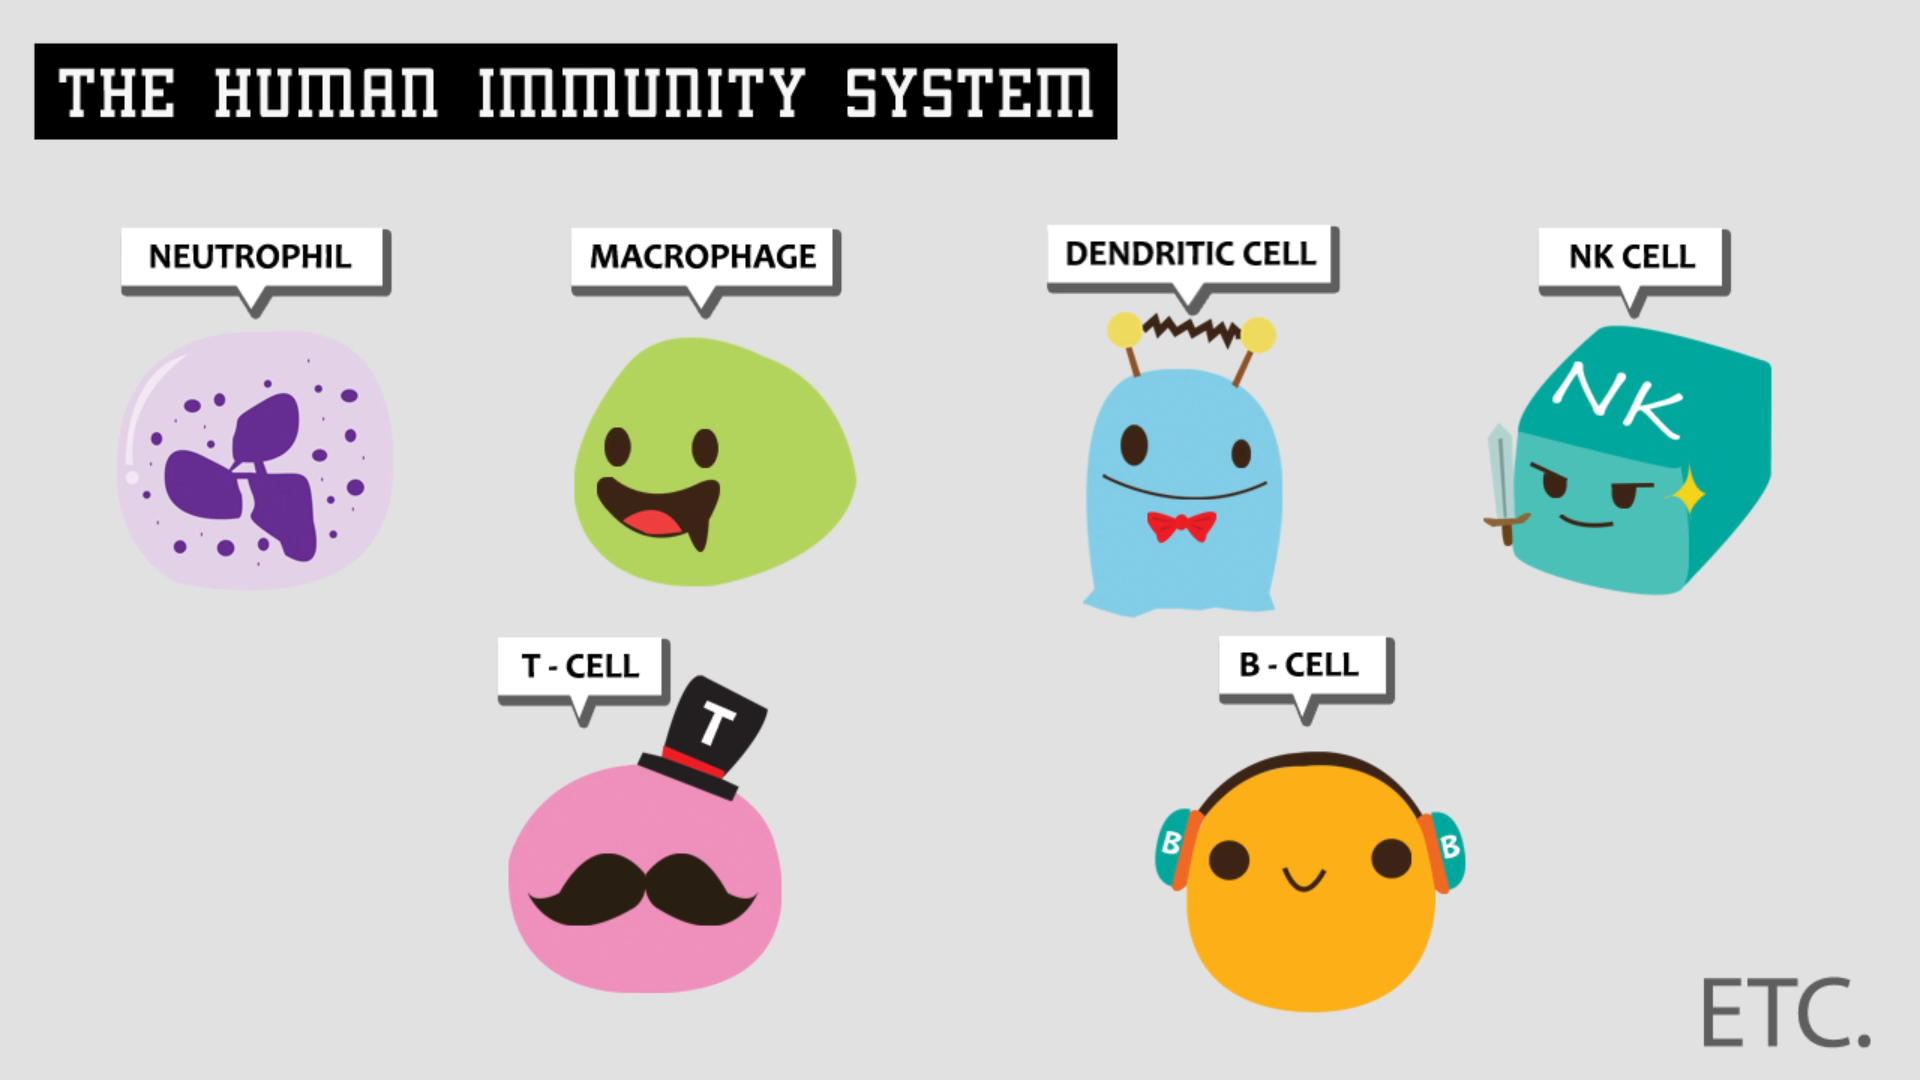 THE HUMAN IMMUNITY SYSTEM
NEUTROPHIL
MACROPHAGE
DENDRITIC CELL
NK CELL
NK
T - CELL
T
B - CELL
B
B
ETC.